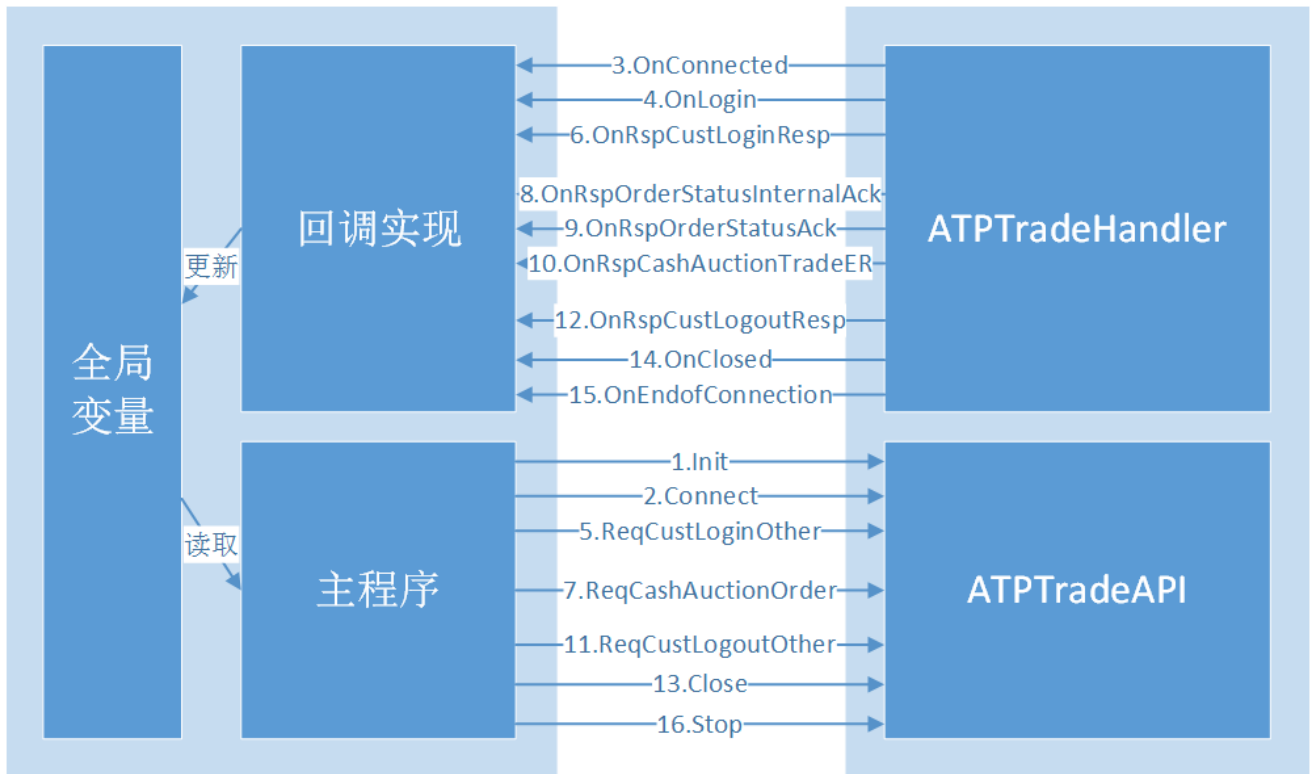 3.OnConnected
4.OnLogin
6.OnRspCustLoginResp
8.OnRspOrderStatusInternalAck
9.OnRspOrderStatusAck
10.OnRspCashAuctionTradeER
12.OnRspCustLogoutResp
14.OnClosed
15.OnEndofConnection
回调实现
ATPTradeHandler
更新
全局
变量
读取
主程序
1.Init
2.Connect
5.ReqCustLoginOther
7.ReqCashAuctionOrder
11.ReqCustLogoutOther
13.Close
16.Stop
ATPTradeAPI